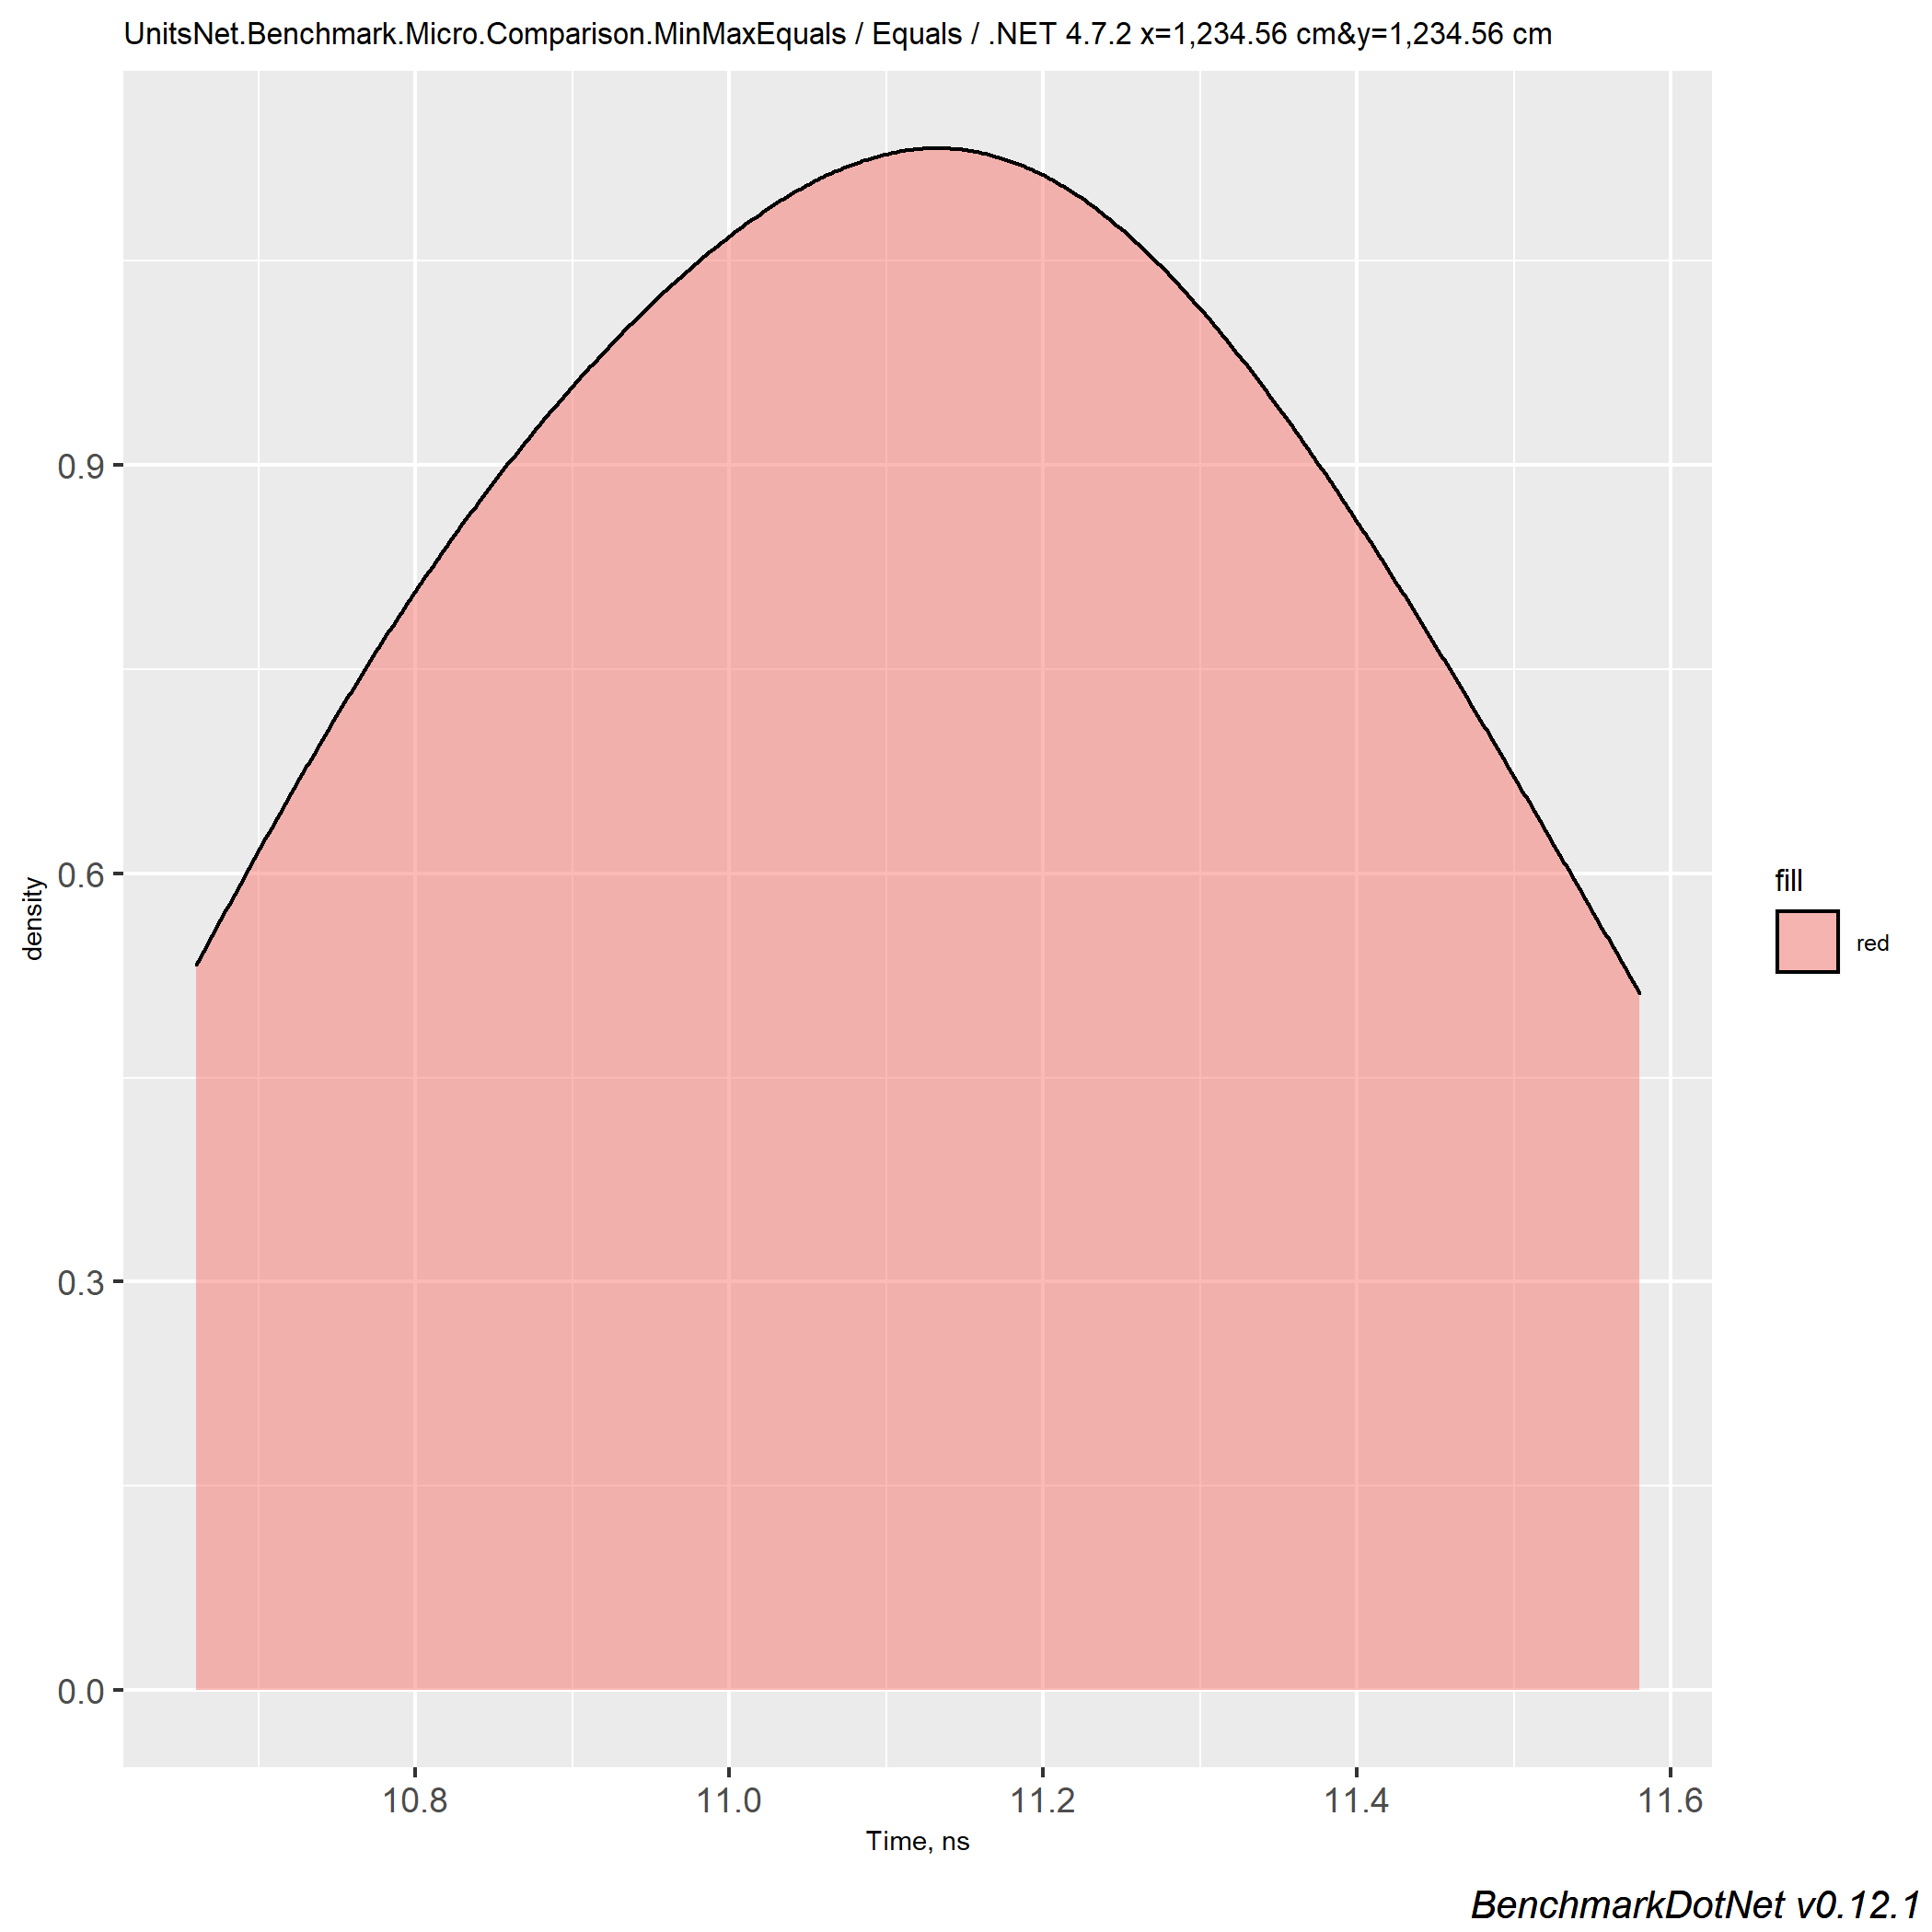 UnitsNet.Benchmark.Micro.Comparison.MinMaxEquals / Equals / .NET 4.7.2 x=1,234.56 cm&y=1,234.56 cm
0.9
0.6
0.3
0.0
density
10.8 11.0 11.2 11.4 11.6
Time, ns
fill
red
BenchmarkDotNet v0.12.1